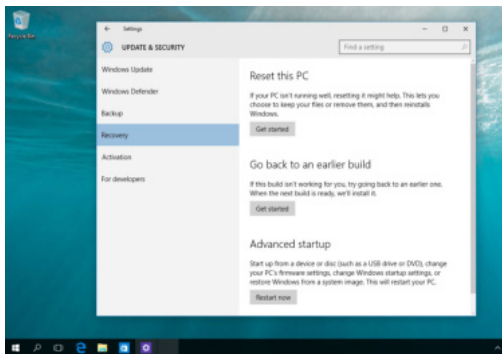 Recycle Bin
Settings
UPDATE & SECURITY
Find a setting
Windows Update
Windows Defender
Backup
Recovery
Activation
For developers
Reset this PC
If your PC isn't running well, resetting it might help. This lets you
choose to keep your files or remove them, and then reinstalls
Windows.
Get started
Go back to an earlier build
If this build isn't working for you, try going back to an earlier one.
When the next build is ready, we'll install it.
Get started
Advanced startup
Start up from a device or disc (such as a USB drive or DVD), change
your PC's firmware settings, change Windows startup settings, or
restore Windows from a system image. This will restart your PC.
Restart now